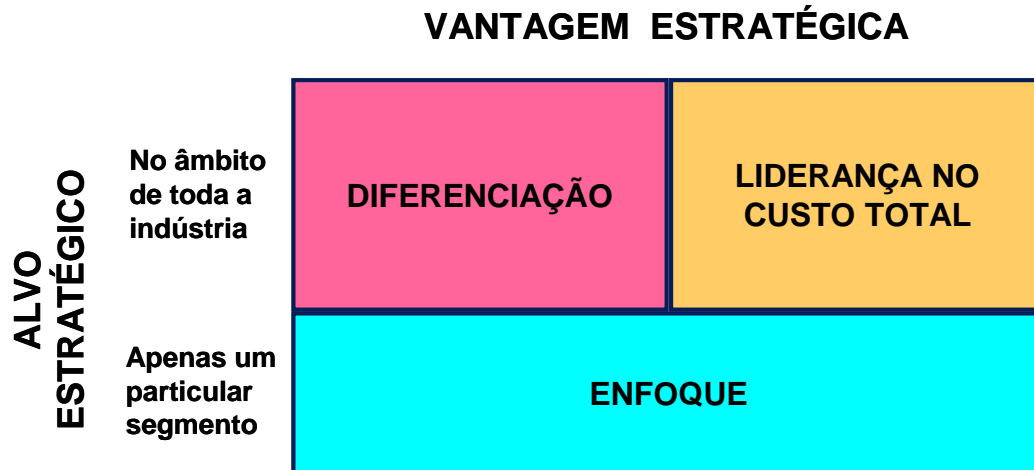 VANTAGEM ESTRATÉGICA
ALVO
ESTRATÉGICO
No âmbito
de toda a
indústria
DIFERENCIAÇÃO
LIDERANÇA NO
CUSTO TOTAL
Apenas um
particular
segmento
ENFOQUE